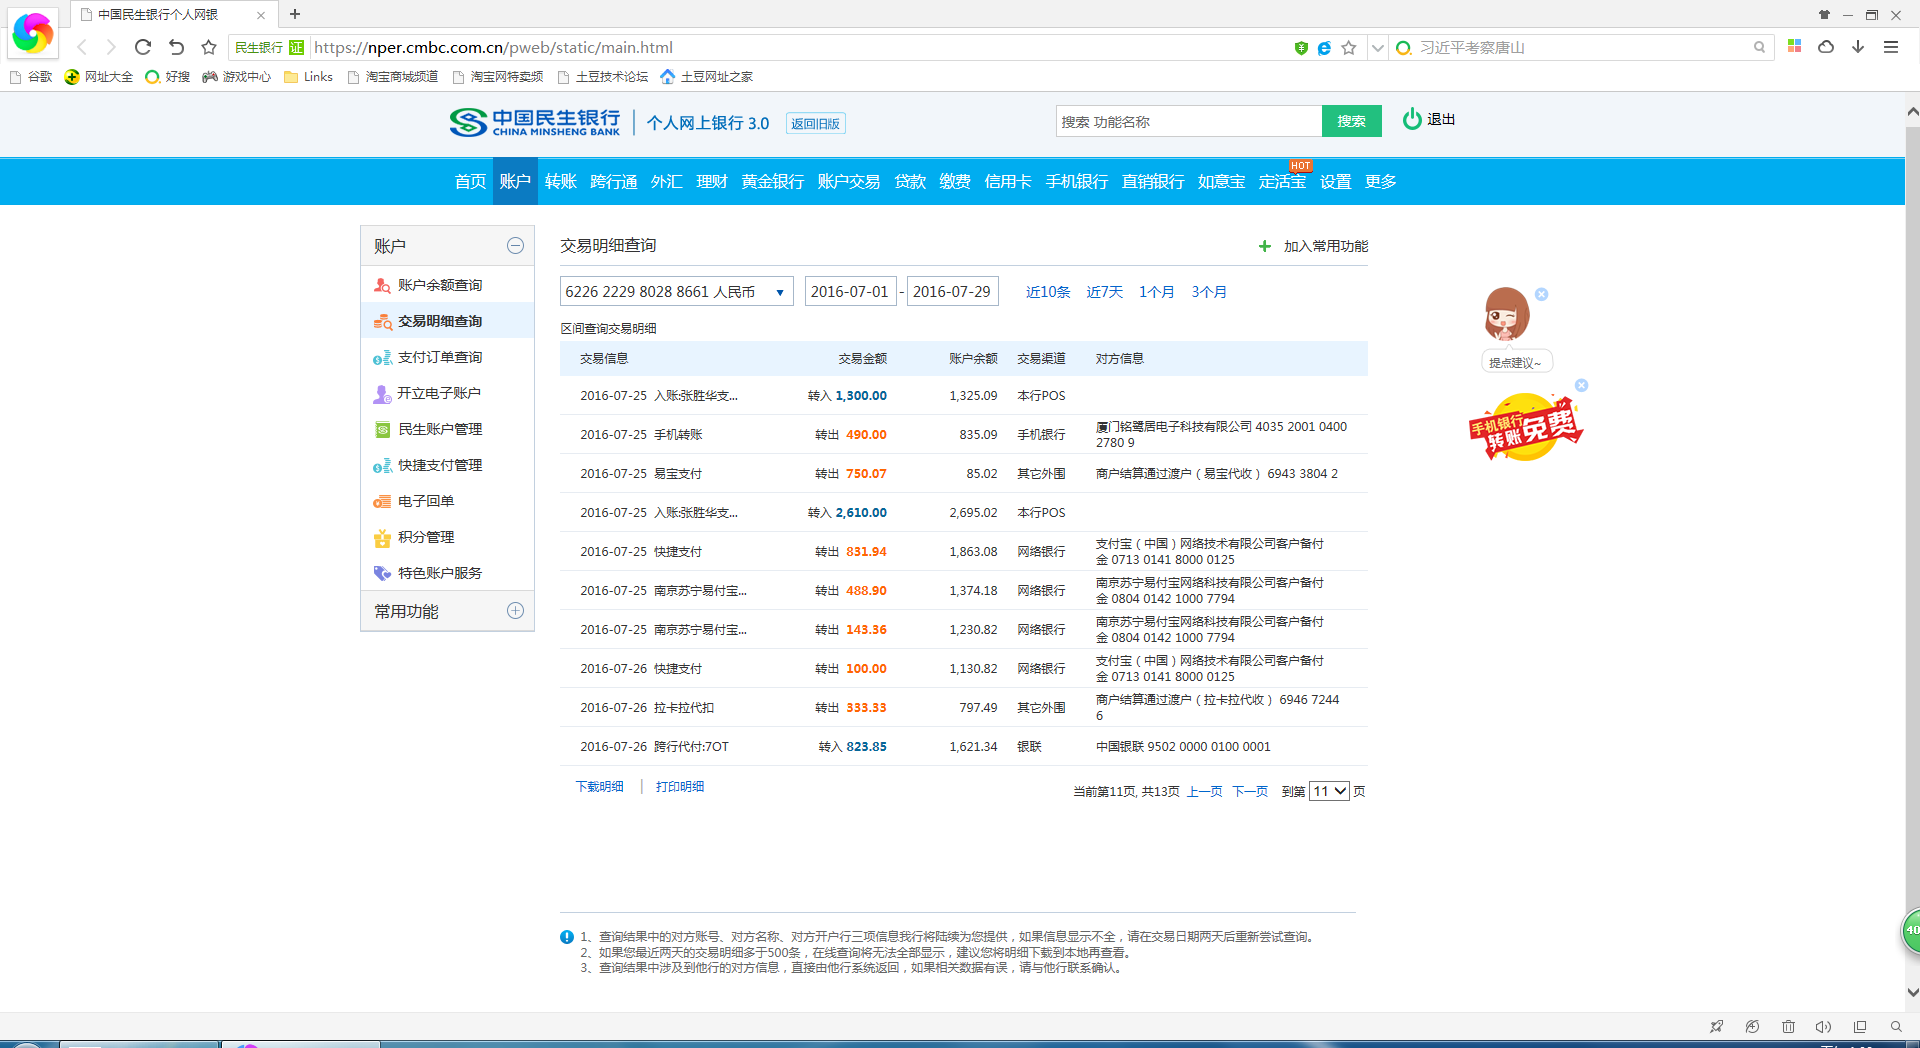 中国民生银行个人网银
民生银行 证 https://nper.cmbc.com.cn/pweb/static/main.html
习近平考察唐山
谷歌 网址大全 好搜 游戏中心 Links 淘宝商城频道 淘宝网特卖频 土豆技术论坛 土豆网址之家
中国民生银行
CHINA MINSHENG BANK
个人网上银行 3.0 返回旧版
搜索 功能名称 搜索 退出
HOT
首页 账户 转账 跨行通 外汇 理财 黄金银行 账户交易 贷款 缴费 信用卡 手机银行 直销银行 如意宝 定活宝 设置 更多
账户
账户余额查询
交易明细查询
支付订单查询
开立电子账户
民生账户管理
快捷支付管理
电子回单
积分管理
特色账户服务
常用功能
交易明细查询 加入常用功能
6226 2229 8028 8661 人民币 2016-07-01 - 2016-07-29 近10条 近7天 1个月 3个月
区间查询交易明细
交易信息 交易金额 账户余额 交易渠道 对方信息
2016-07-25 入账:张胜华支... 转入 1,300.00 1,325.09 本行POS
2016-07-25 手机转账 转出 490.00 835.09 手机银行 厦门铭鹭居电子科技有限公司 4035 2001 0400
2780 9
2016-07-25 易宝支付 转出 750.07 85.02 其它外围 商户结算通过渡户（易宝代收） 6943 3804 2
2016-07-25 入账:张胜华支... 转入 2,610.00 2,695.02 本行POS
2016-07-25 快捷支付 转出 831.94 1,863.08 网络银行 支付宝（中国）网络技术有限公司客户备付
金 0713 0141 8000 0125
2016-07-25 南京苏宁易付宝... 转出 488.90 1,374.18 网络银行 南京苏宁易付宝网络科技有限公司客户备付
金 0804 0142 1000 7794
2016-07-25 南京苏宁易付宝... 转出 143.36 1,230.82 网络银行 南京苏宁易付宝网络科技有限公司客户备付
金 0804 0142 1000 7794
2016-07-26 快捷支付 转出 100.00 1,130.82 网络银行 支付宝（中国）网络技术有限公司客户备付
金 0713 0141 8000 0125
2016-07-26 拉卡拉代扣 转出 333.33 797.49 其它外围 商户结算通过渡户（拉卡拉代收） 6946 7244
6
2016-07-26 跨行代付:7OT 转入 823.85 1,621.34 银联 中国银联 9502 0000 0100 0001
下载明细 | 打印明细 当前第11页, 共13页 上一页 下一页 到第 11 页
提点建议~
手机银行
转账免费
1、查询结果中的对方账号、对方名称、对方开户行三项信息我行将陆续为您提供，如果信息显示不全，请在交易日期两天后重新尝试查询。
2、如果您最近两天的交易明细多于500条，在线查询将无法全部显示，建议您将明细下载到本地再查看。
3、查询结果中涉及到他行的对方信息，直接由他行系统返回，如果相关数据有误，请与他行联系确认。
40